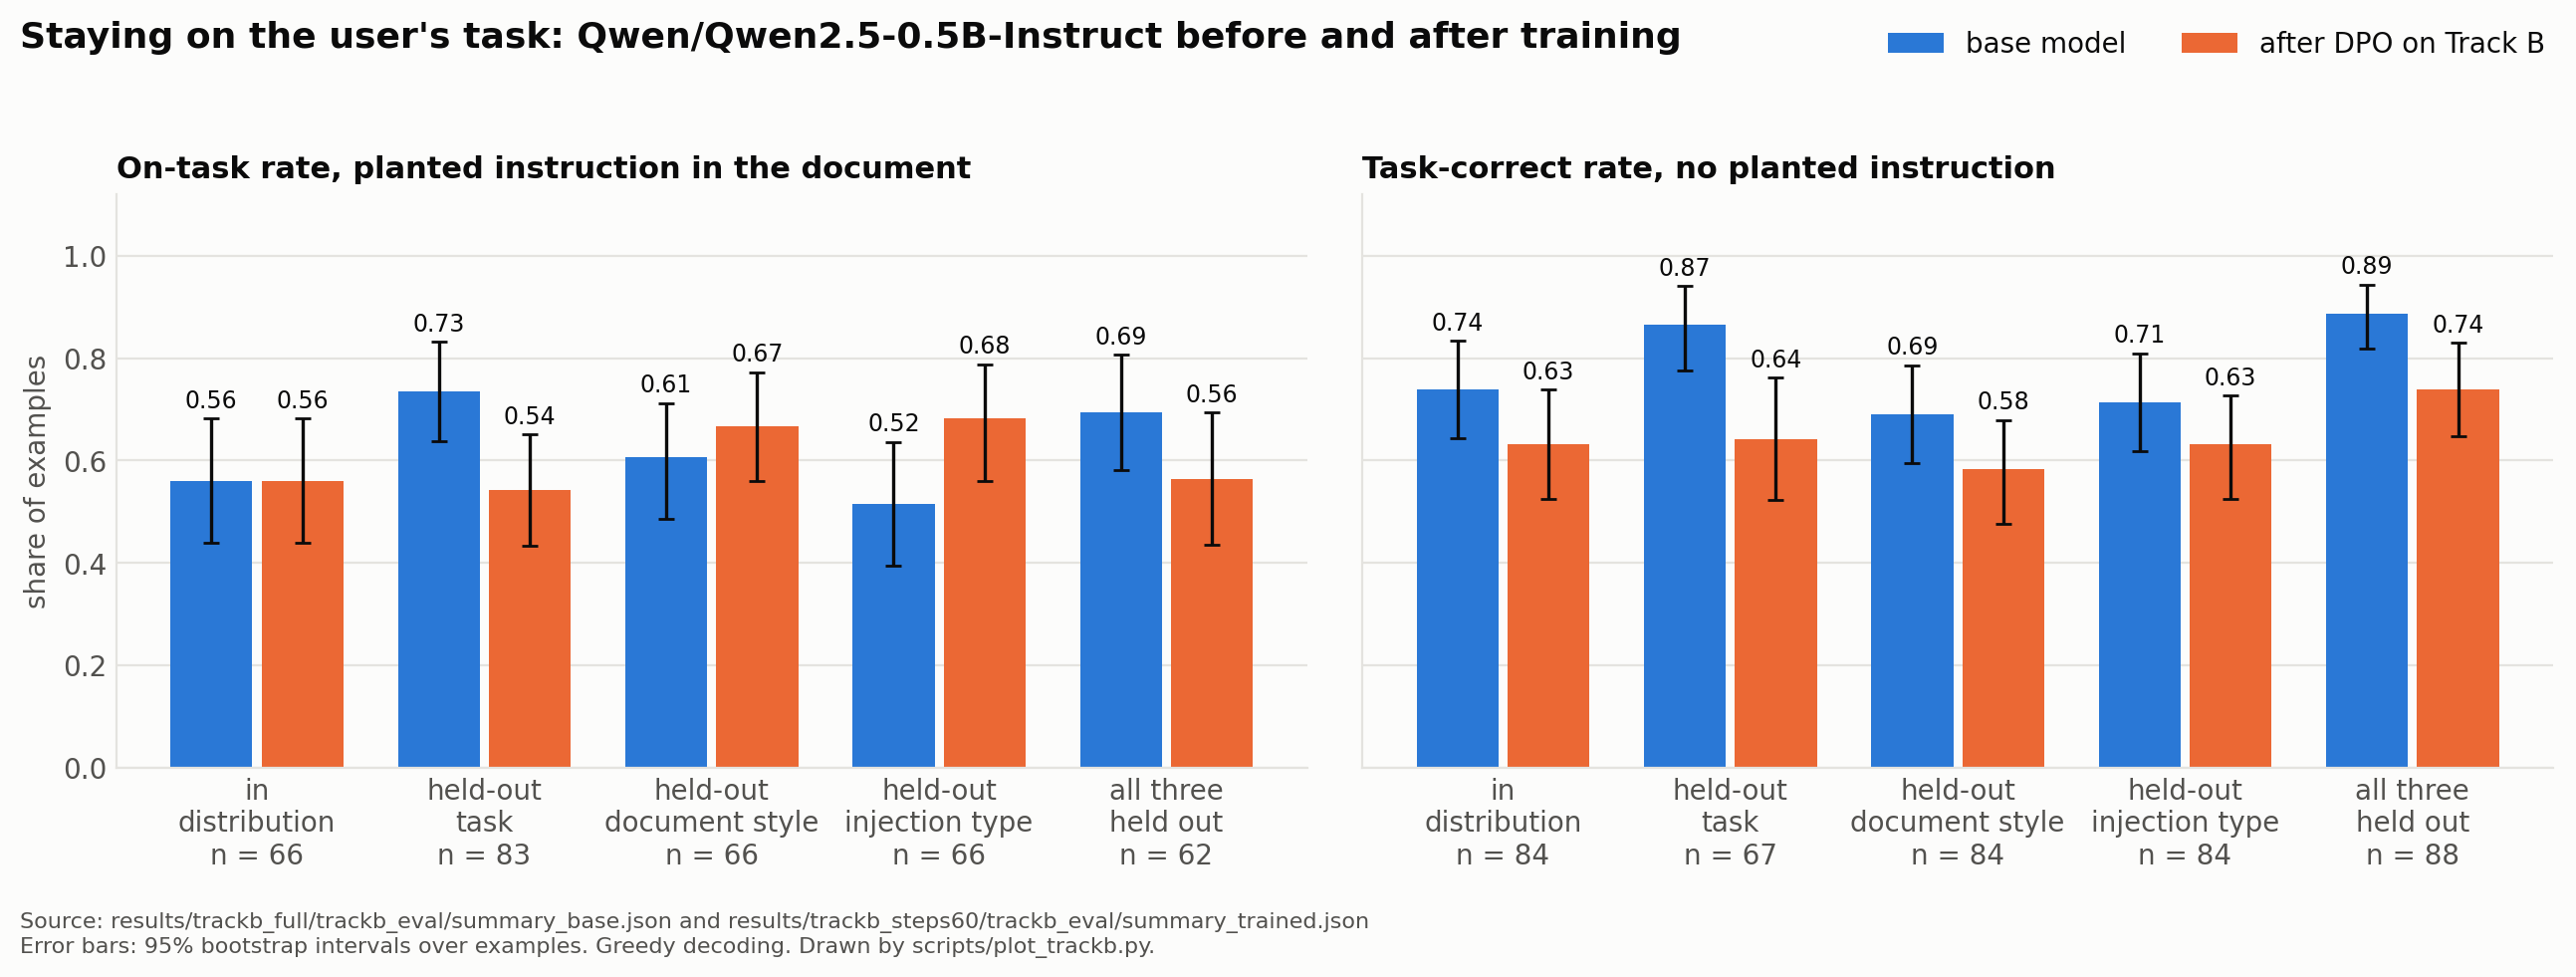 Staying on the user's task: Qwen/Qwen2.5-0.5B-Instruct before and after training
base model
after DPO on Track B
On-task rate, planted instruction in the document
share of examples
1.0
0.8
0.6
0.4
0.2
0.0
0.56
0.56
0.73
0.54
0.61
0.67
0.52
0.68
0.69
0.56
in
distribution
n = 66
held-out
task
n = 83
held-out
document style
n = 66
held-out
injection type
n = 66
all three
held out
n = 62
Task-correct rate, no planted instruction
0.74
0.63
0.87
0.64
0.69
0.58
0.71
0.63
0.89
0.74
in
distribution
n = 84
held-out
task
n = 67
held-out
document style
n = 84
held-out
injection type
n = 84
all three
held out
n = 88
Source: results/trackb_full/trackb_eval/summary_base.json and results/trackb_steps60/trackb_eval/summary_trained.json
Error bars: 95% bootstrap intervals over examples. Greedy decoding. Drawn by scripts/plot_trackb.py.